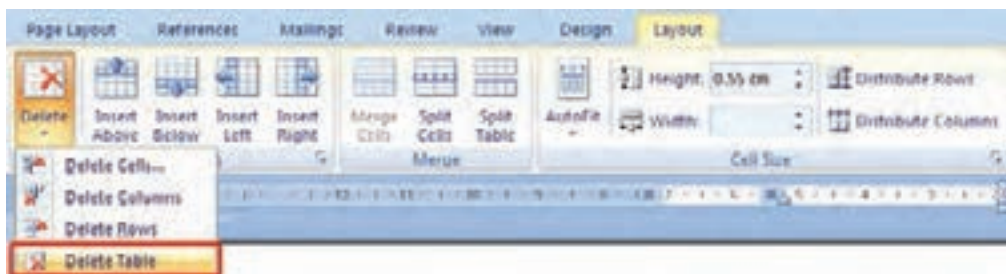 Page Layout References Mailings Review View Design Layout
Delete Insert Above Insert Below Insert Left Insert Right Merge Cells Split Cells Split Table AutoFit Height: 0.55 cm Distribute Rows
Width: Distribute Columns
Merge Cell Size
Delete Cells...
Delete Columns
Delete Rows
Delete Table